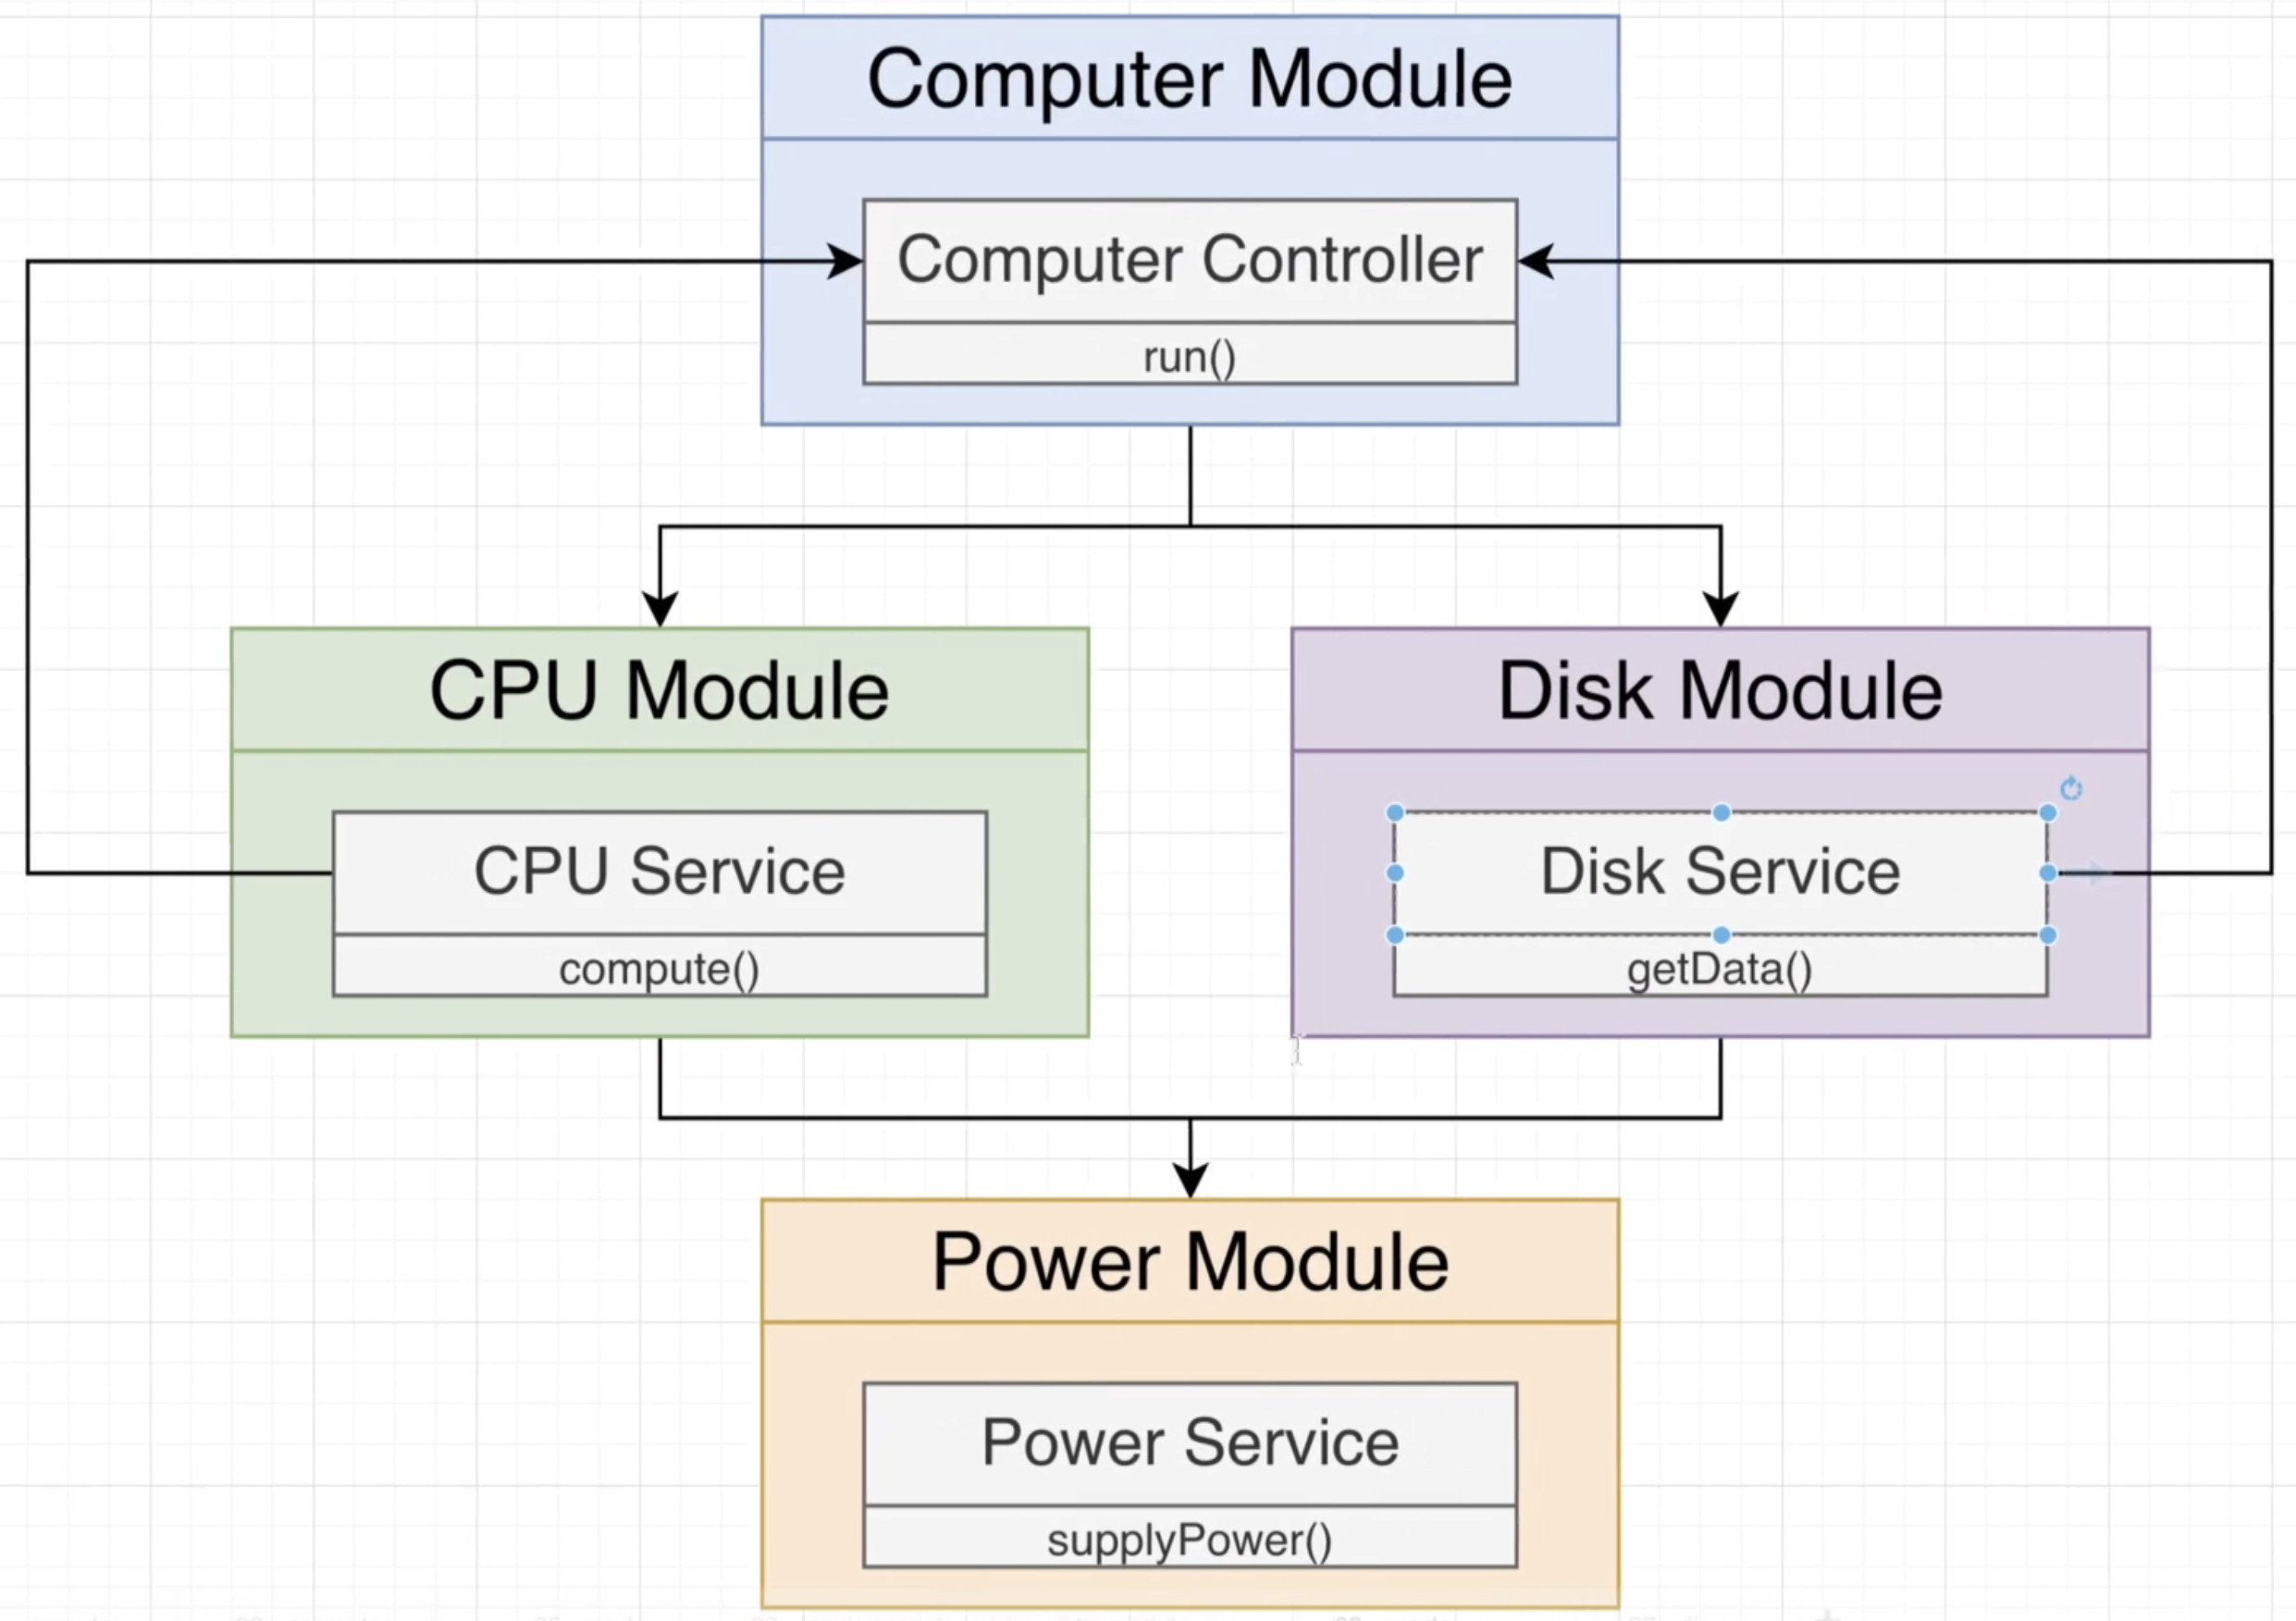 Computer Module
Computer Controller
run()
CPU Module
Disk Module
CPU Service
Disk Service
compute()
getData()
Power Module
Power Service
supplyPower()